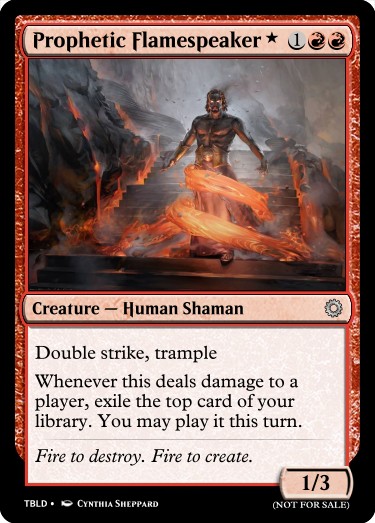 Prophetic Flamespeaker ★ 1
Creature — Human Shaman
Double strike, trample
Whenever this deals damage to a
player, exile the top card of your
library. You may play it this turn.
Fire to destroy. Fire to create.
1/3
TBLD • Cynthia Sheppard
(NOT FOR SALE)